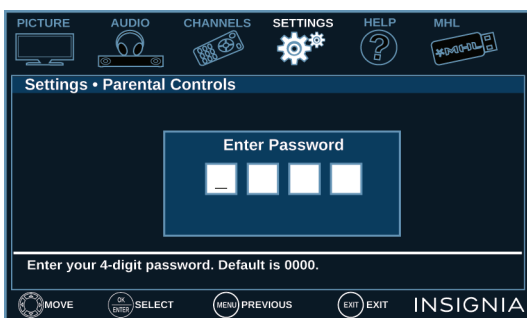 PICTURE AUDIO CHANNELS SETTINGS HELP MHL
MHL
Settings • Parental Controls
Enter Password
_
Enter your 4-digit password. Default is 0000.
MOVE OK ENTER SELECT MENU PREVIOUS EXIT EXIT INSIGNIA